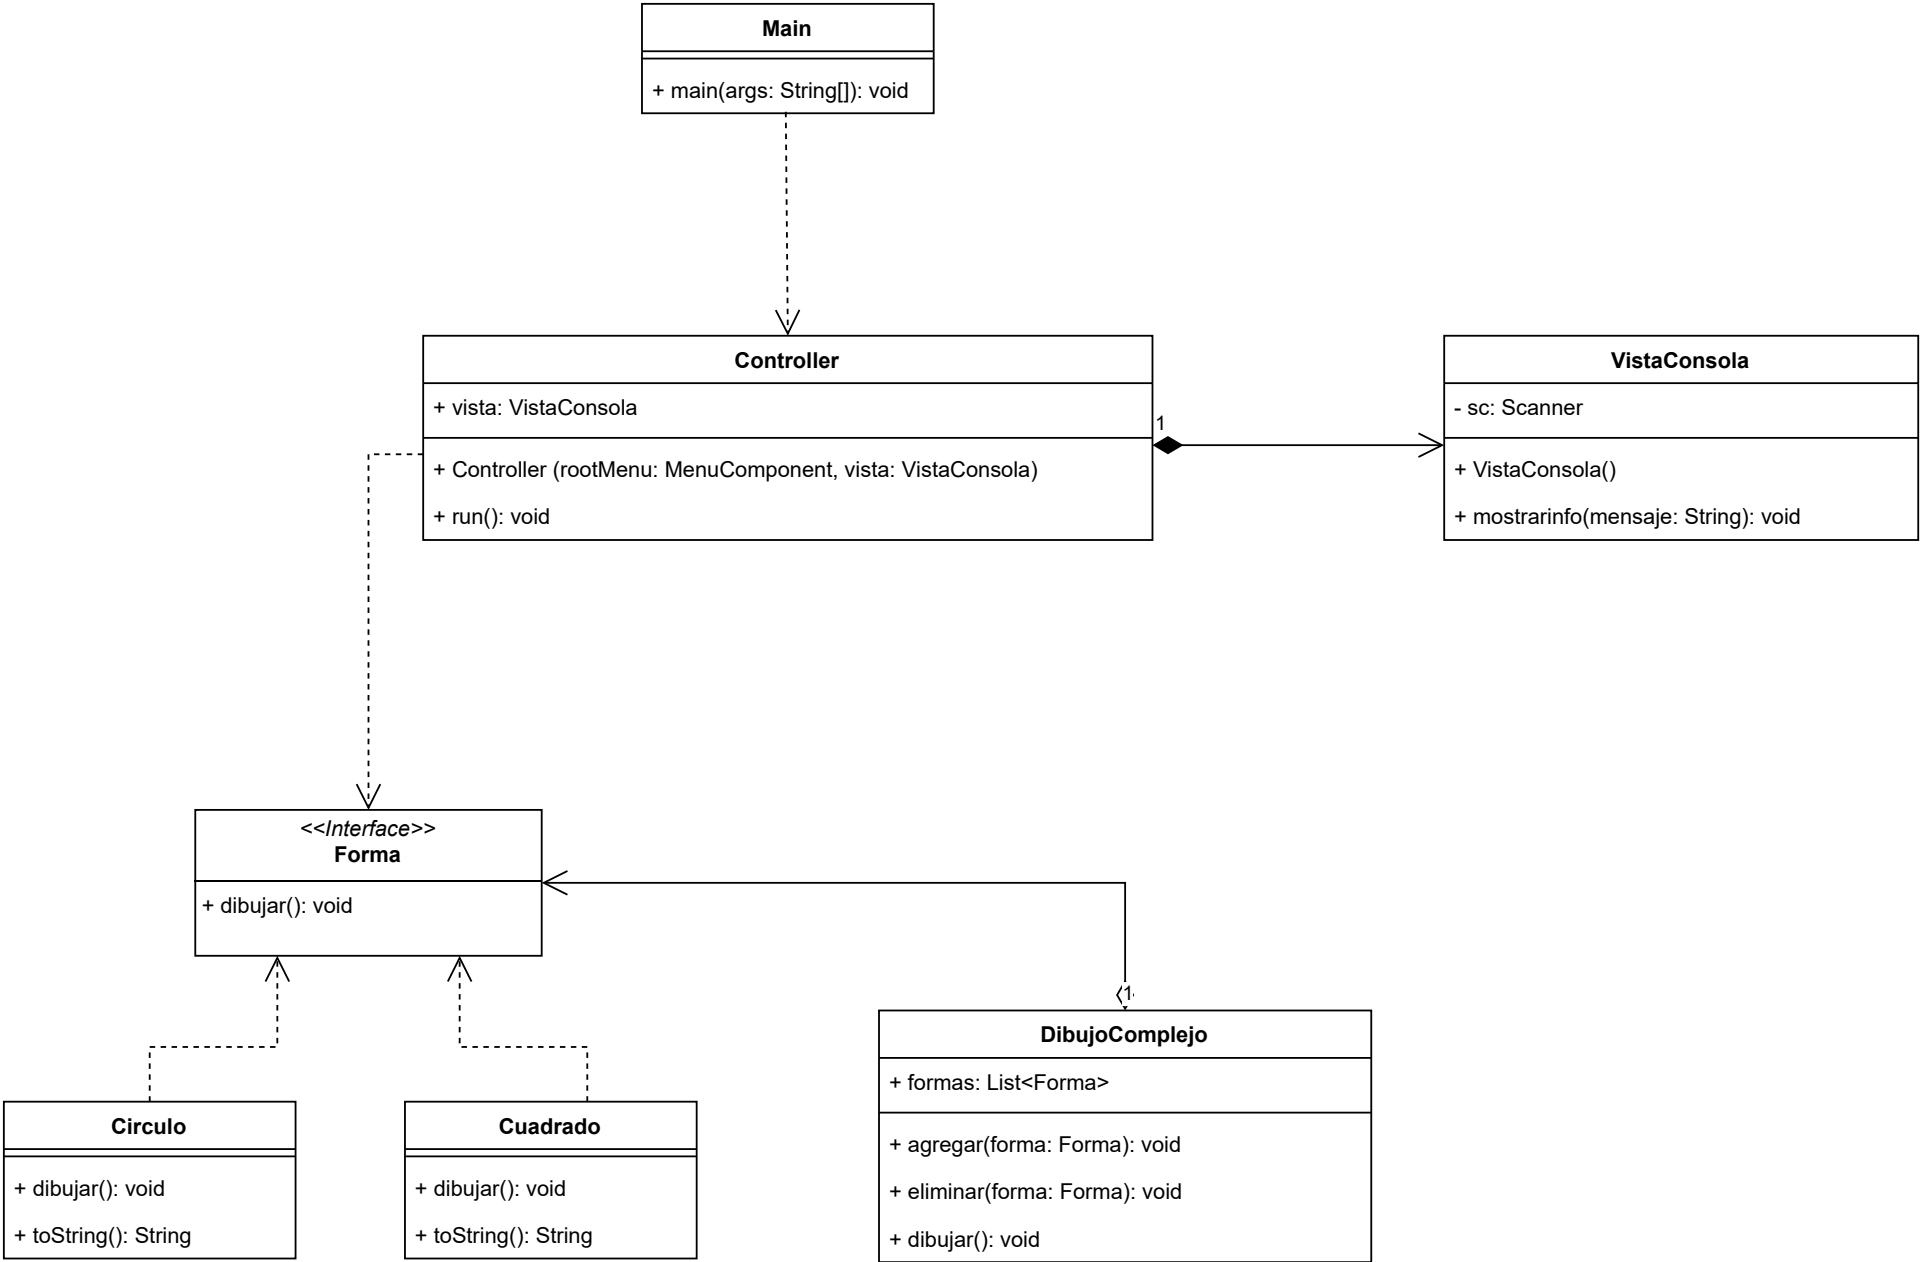 Main
+ main(args: String[]): void
Controller
+ vista: VistaConsola
+ Controller (rootMenu: MenuComponent, vista: VistaConsola)
+ run(): void
1
VistaConsola
- sc: Scanner
+ VistaConsola()
+ mostrarinfo(mensaje: String): void
<<Interface>>
Forma
+ dibujar(): void
1
Circulo
+ dibujar(): void
+ toString(): String
Cuadrado
+ dibujar(): void
+ toString(): String
DibujoComplejo
+ formas: List<Forma>
+ agregar(forma: Forma): void
+ eliminar(forma: Forma): void
+ dibujar(): void